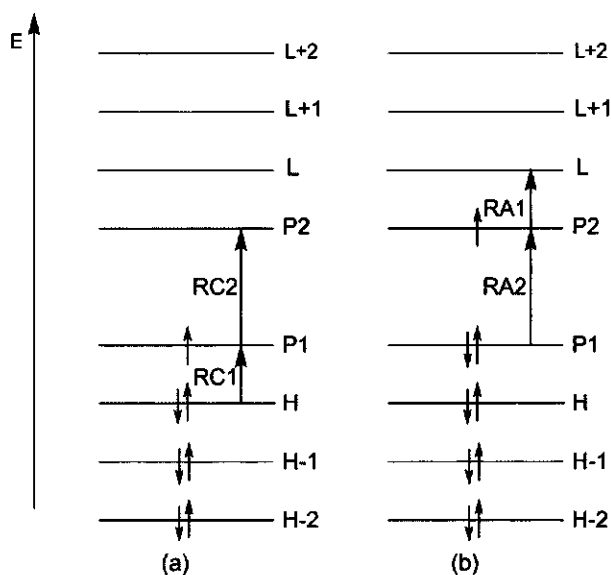 E
L+2
L+1
L
P2
RC2
P1
RC1
H
H-1
H-2
(a)
L+2
L+1
L
RA1
P2
RA2
P1
H
H-1
H-2
(b)